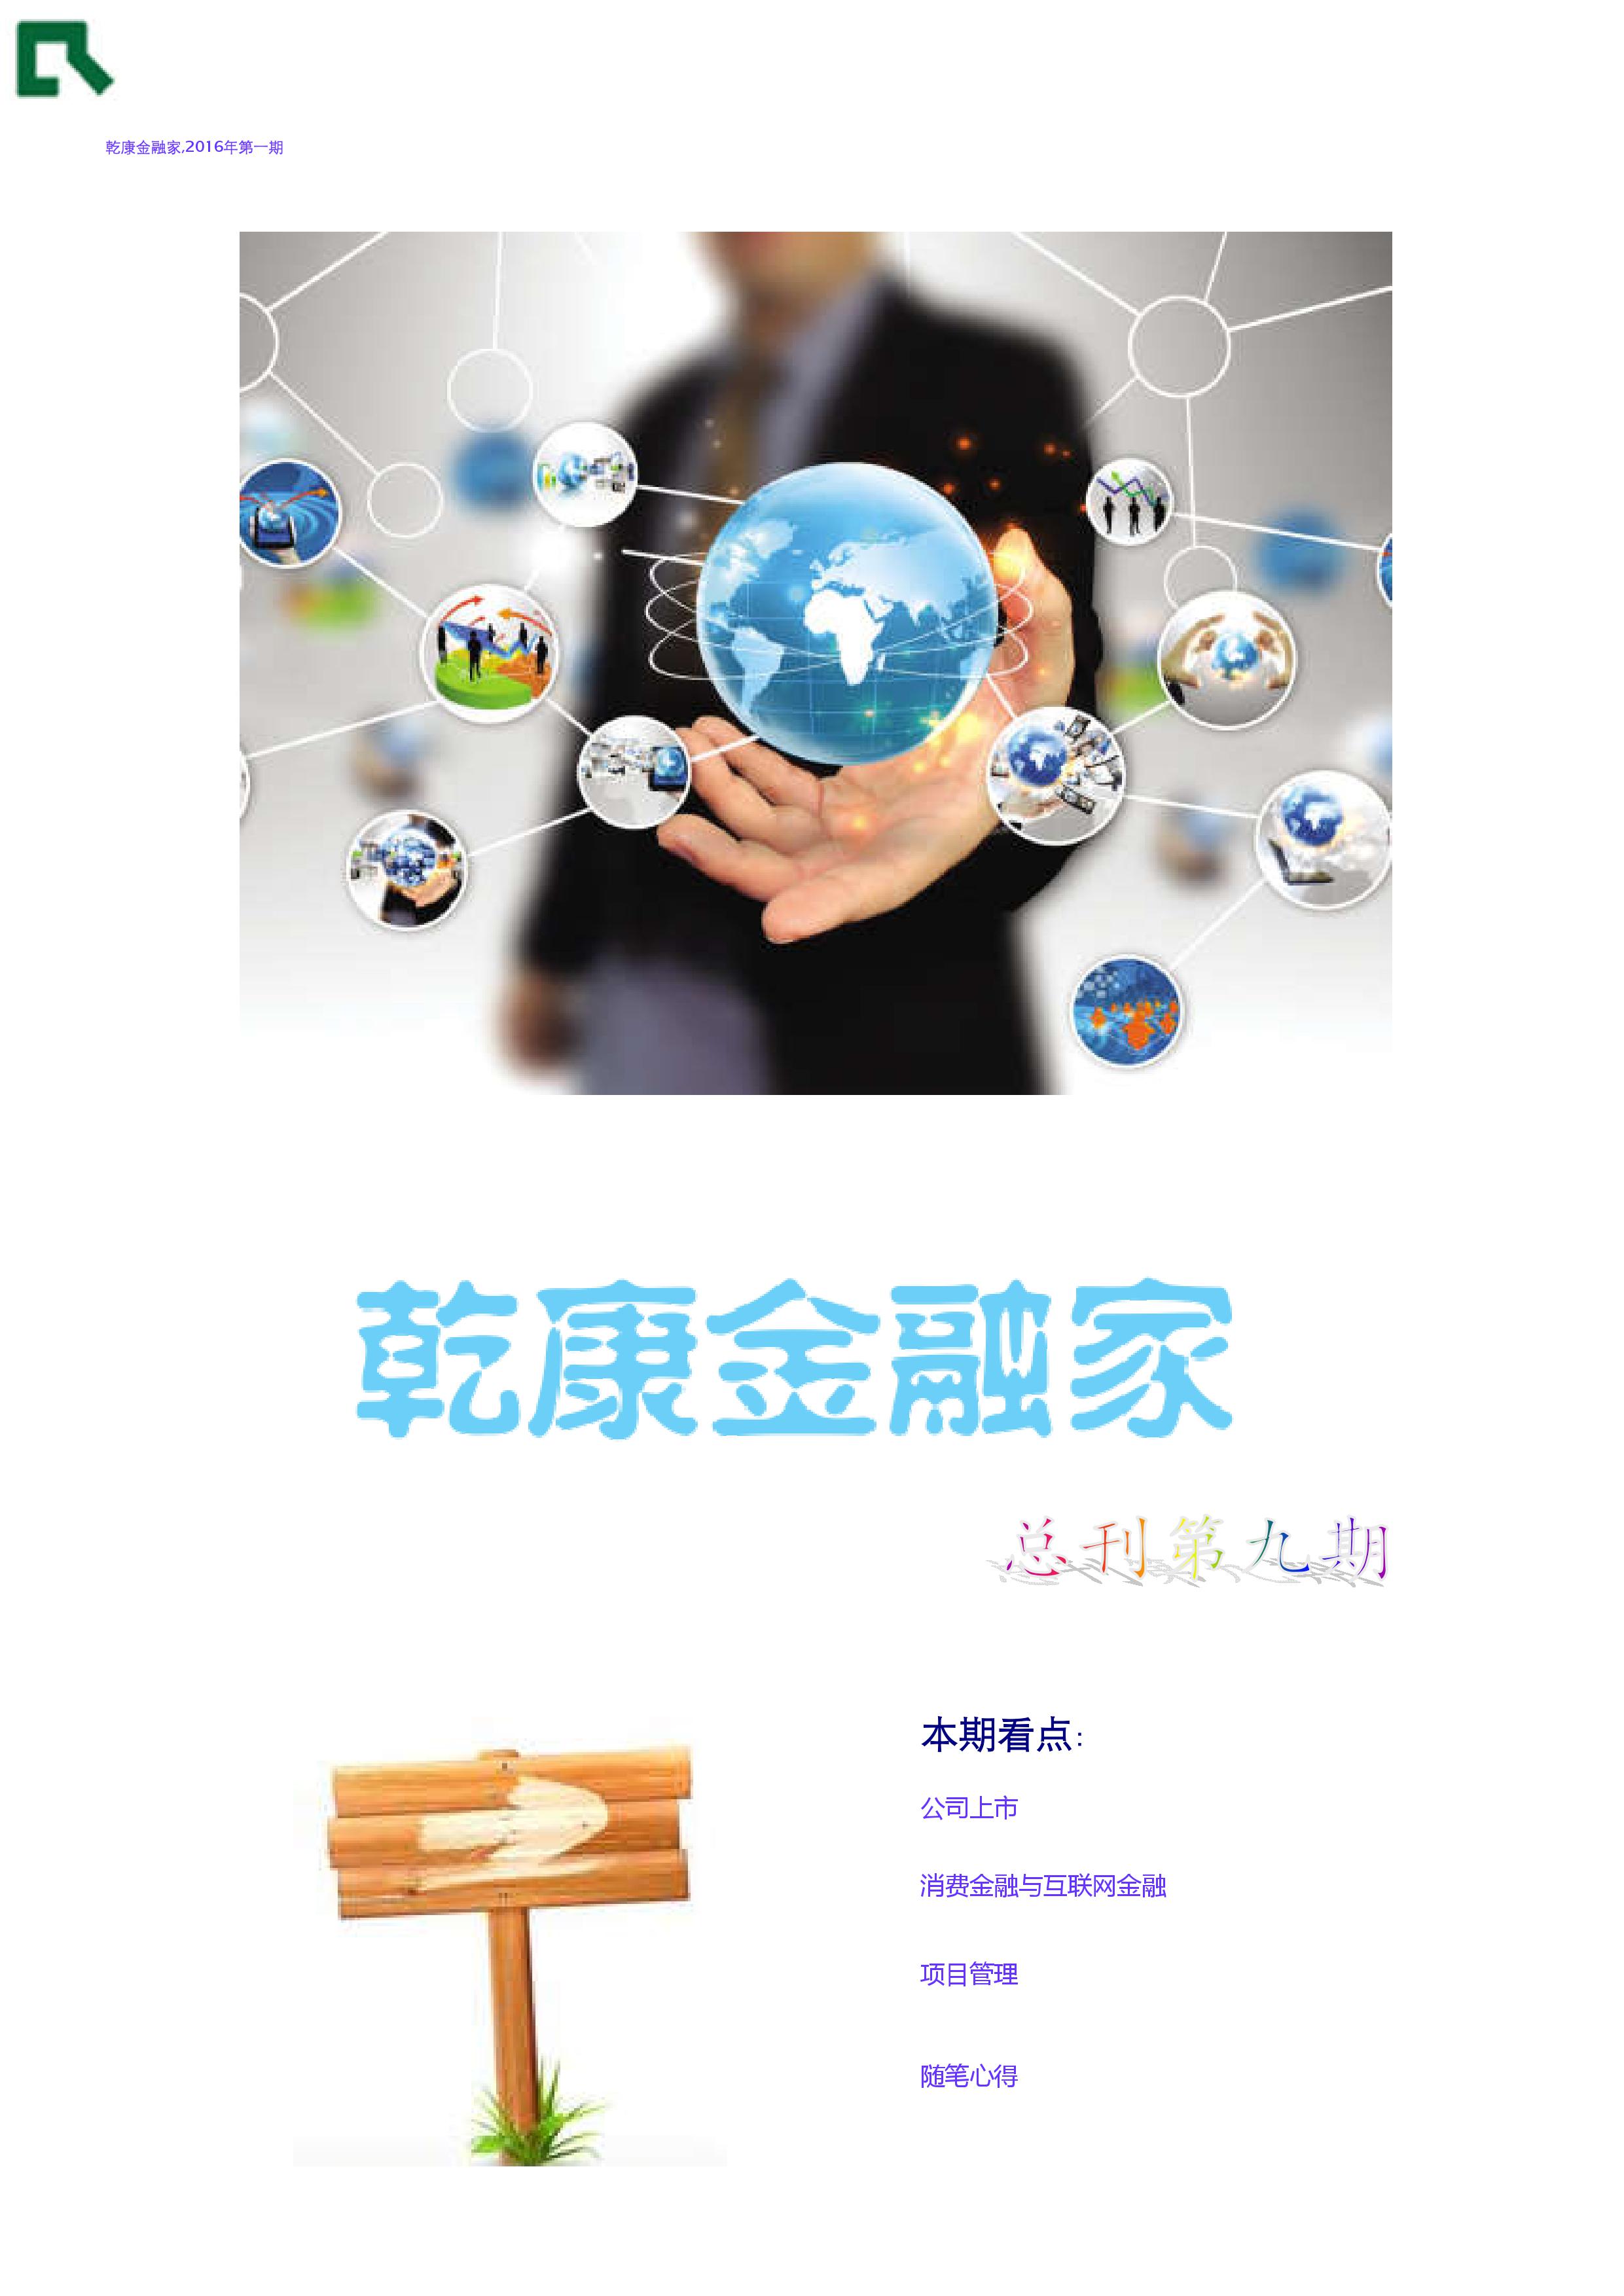 乾康金融家,2016年第一期
乾康金融家
总刊第九期
本期看点:
公司上市
消费金融与互联网金融
项目管理
随笔心得